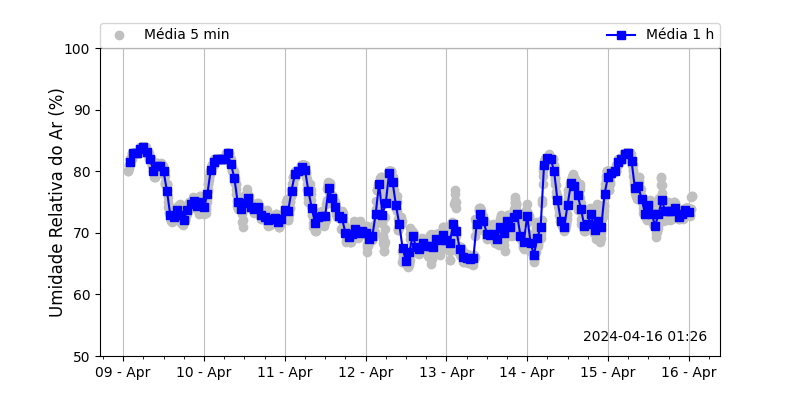 Média 5 min
Média 1 h
Umidade Relativa do Ar (%)
100
90
80
70
60
50
2024-04-16 01:26
09 - Apr
10 - Apr
11 - Apr
12 - Apr
13 - Apr
14 - Apr
15 - Apr
16 - Apr